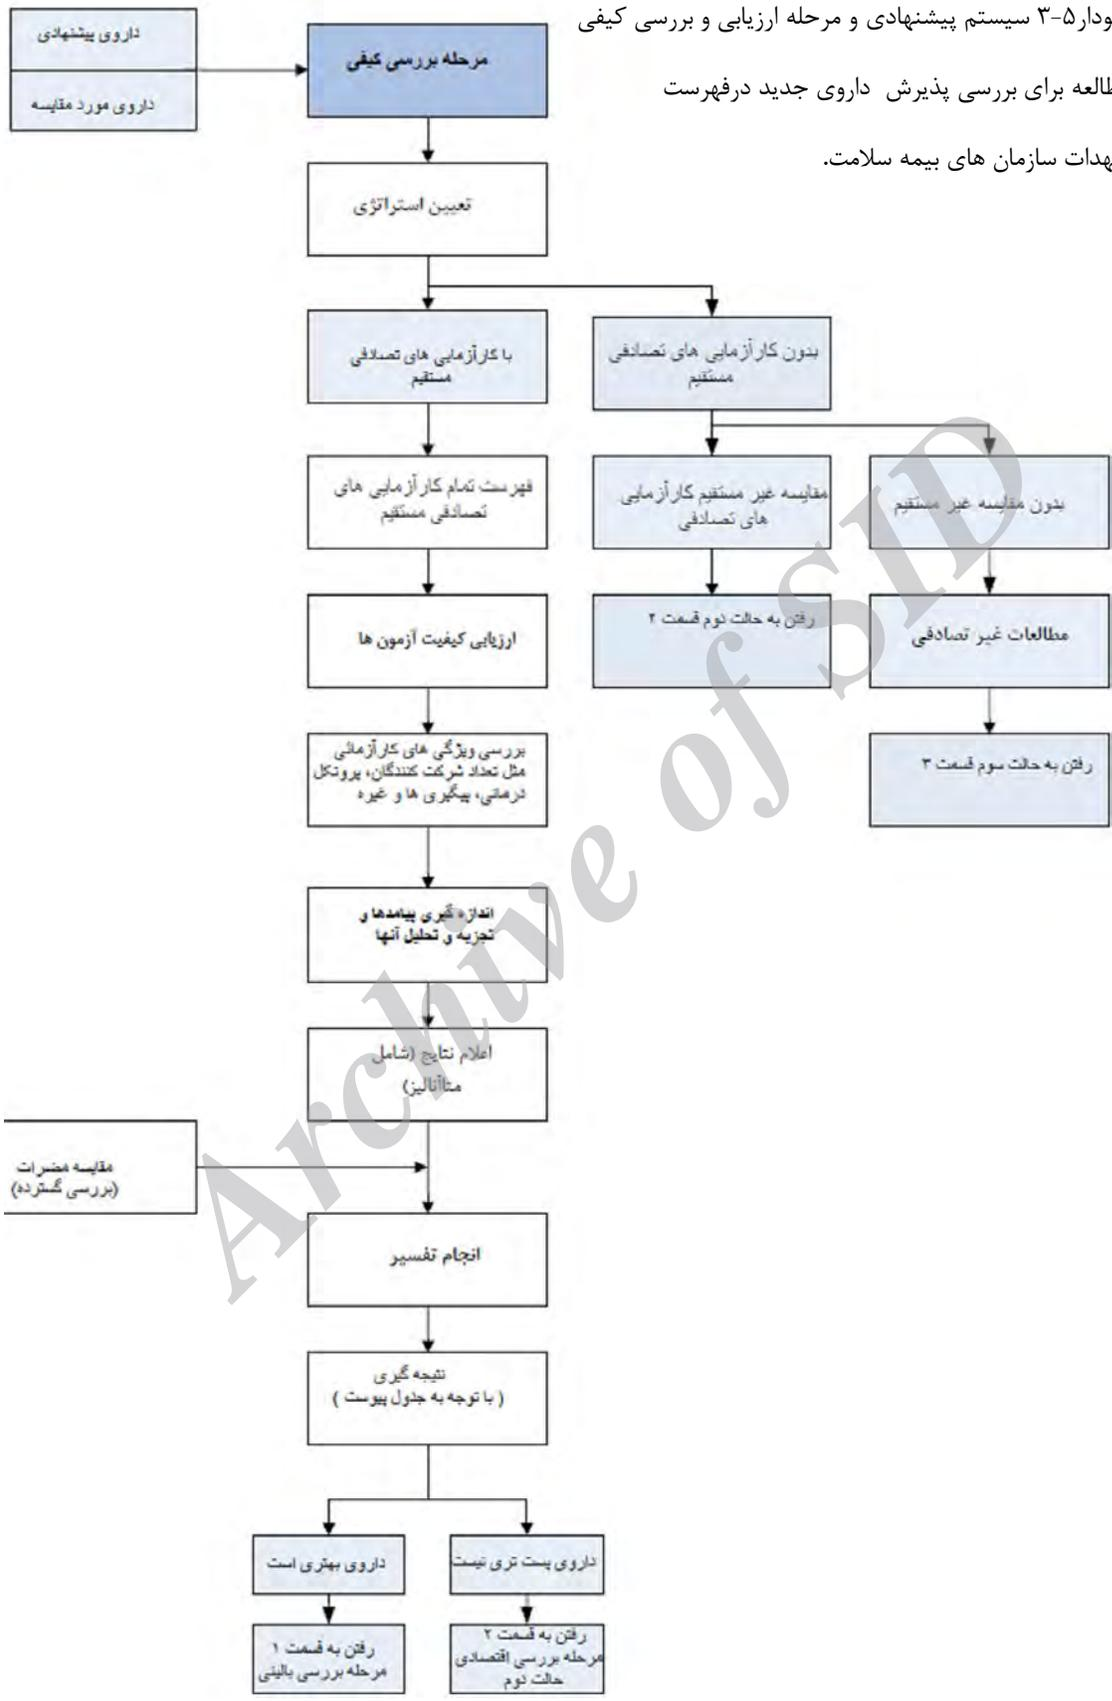 ودار۵-۳ سیستم پیشنهادی و مرحله ارزیابی و بررسی کیفی
طالعه برای بررسی پذیرش داروی جدید درفهرست
هدات سازمان های بیمه سلامت.
داروی پیشنهادی
داروی مورد مقایسه
مرحله بررسی کیفی
تعیین استراتژی
با کارآزمایی های تصادفی
مستقیم
بدون کارآزمایی های تصادفی
مستقیم
فهرست تمام کارآزمایی های
تصادفی مستقیم
مقایسه غیر مستقیم کارآزمایی
های تصادفی
بدون مقایسه غیر مستقیم
ارزیابی کیفیت آزمون ها
رفتن به حالت دوم قسمت ۲
مطالعات غیر تصادفی
بررسی ویژگی های کارآزمائی
مثل تعداد شرکت کنندگان، پروتکل
درمانی، پیگیری ها و غیره
رفتن به حالت سوم قسمت ۳
اندازه گیری پیامدها و
تجزیه و تحلیل آنها
اعلام نتایج (شامل
متاآنالیز)
مقایسه مضرات
(بررسی گسترده)
انجام تفسیر
نتیجه گیری
( با توجه به جدول پیوست )
داروی بهتری است
داروی پست تری نیست
رفتن به قسمت ۱
مرحله بررسی بالینی
رفتن به قسمت ۲
مرحله بررسی اقتصادی
حالت دوم
Archive of SID